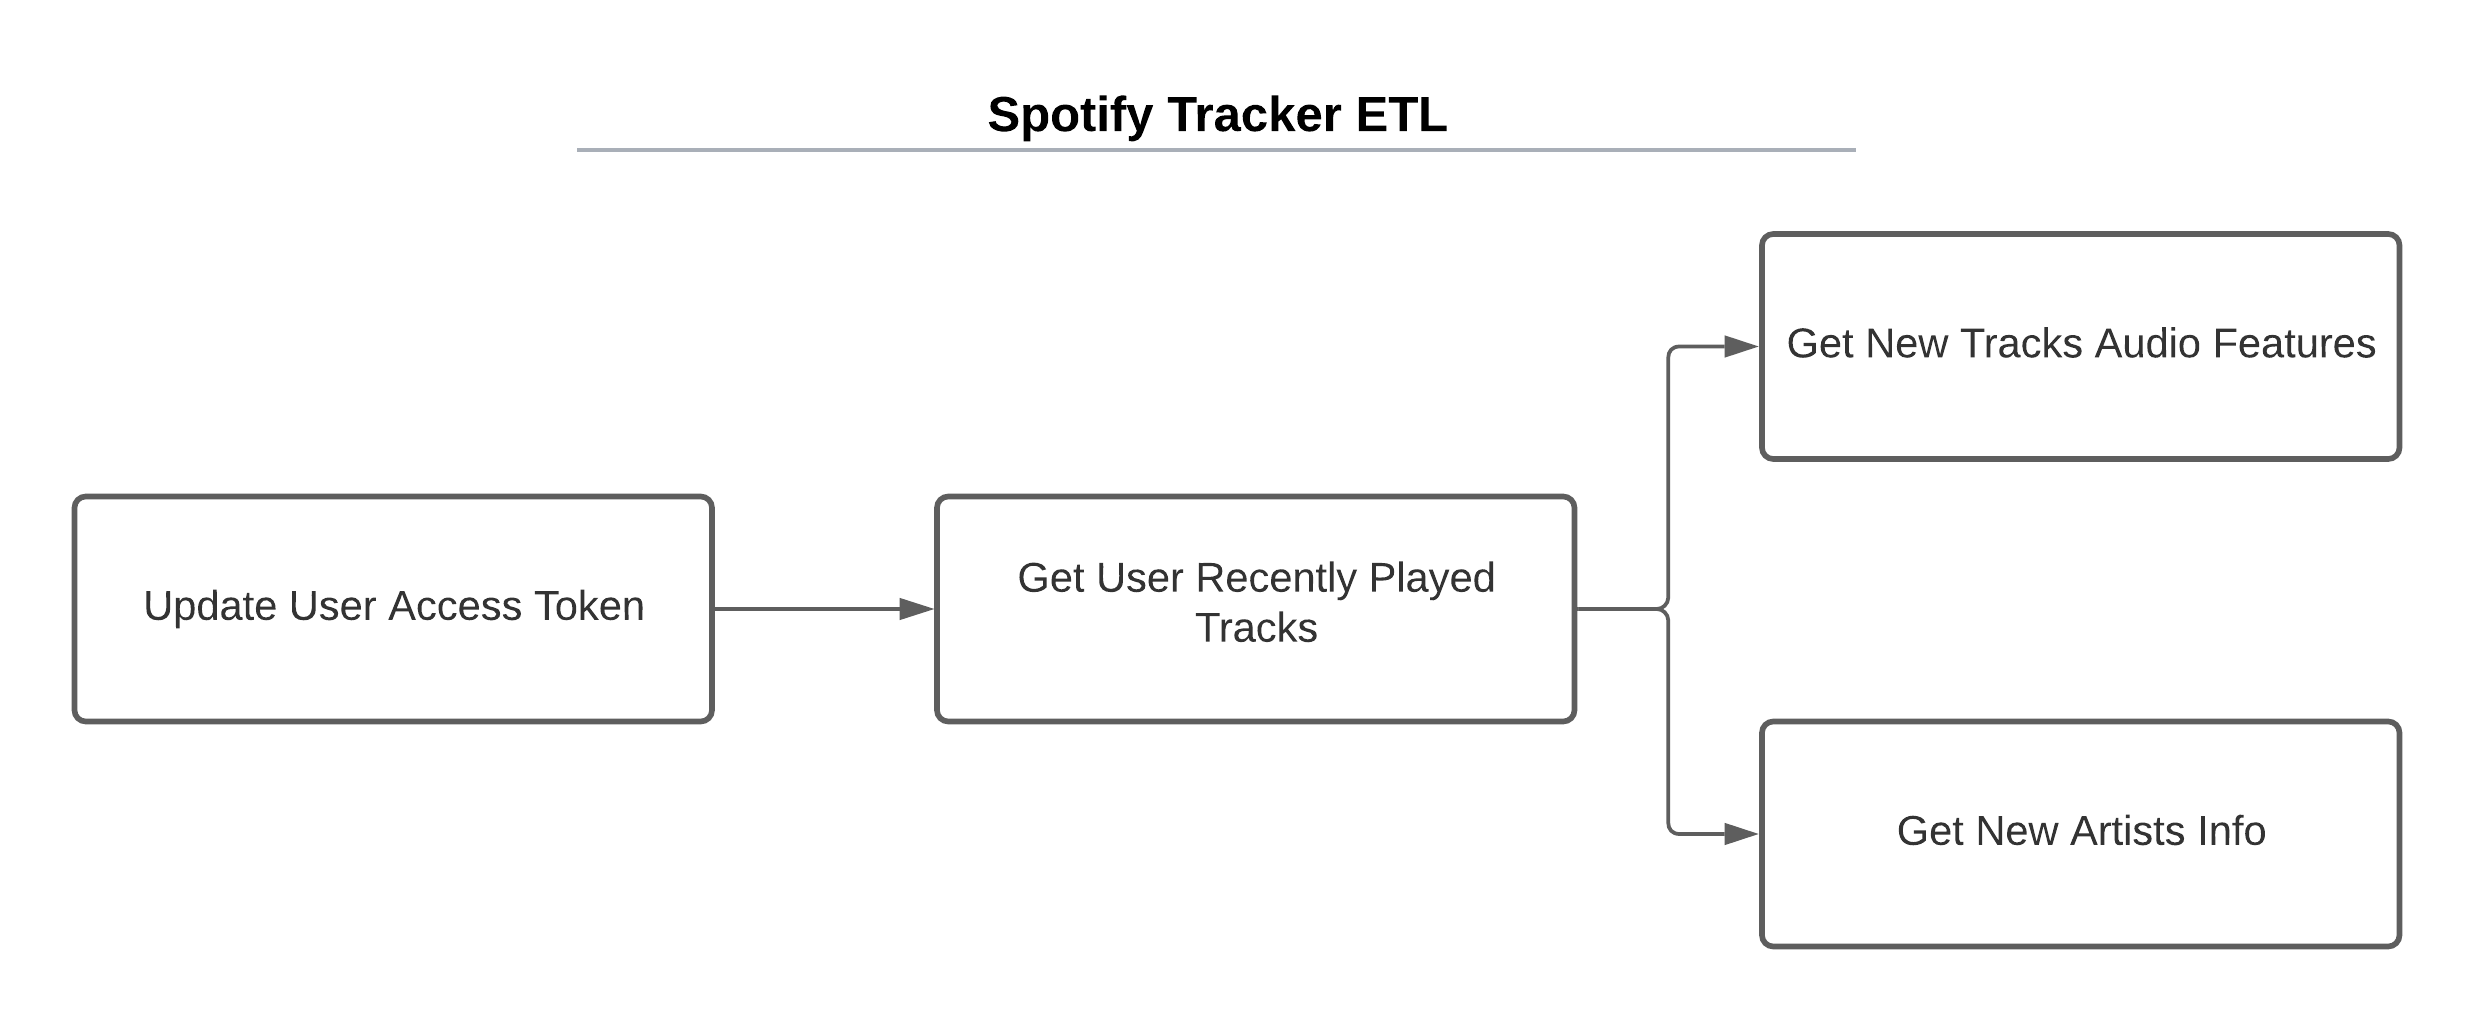 Spotify Tracker ETL
Update User Access Token
Get User Recently Played
Tracks
Get New Tracks Audio Features
Get New Artists Info